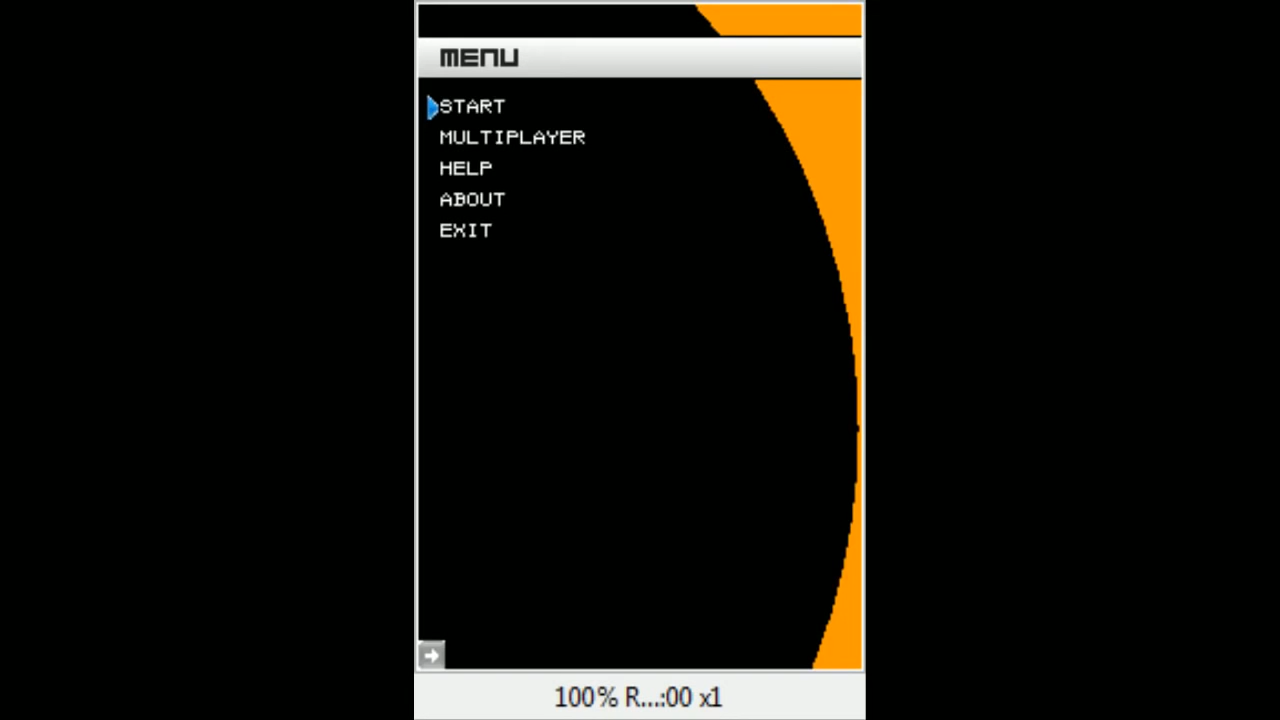 MENU
START
MULTIPLAYER
HELP
ABOUT
EXIT
100% R...:00 x1